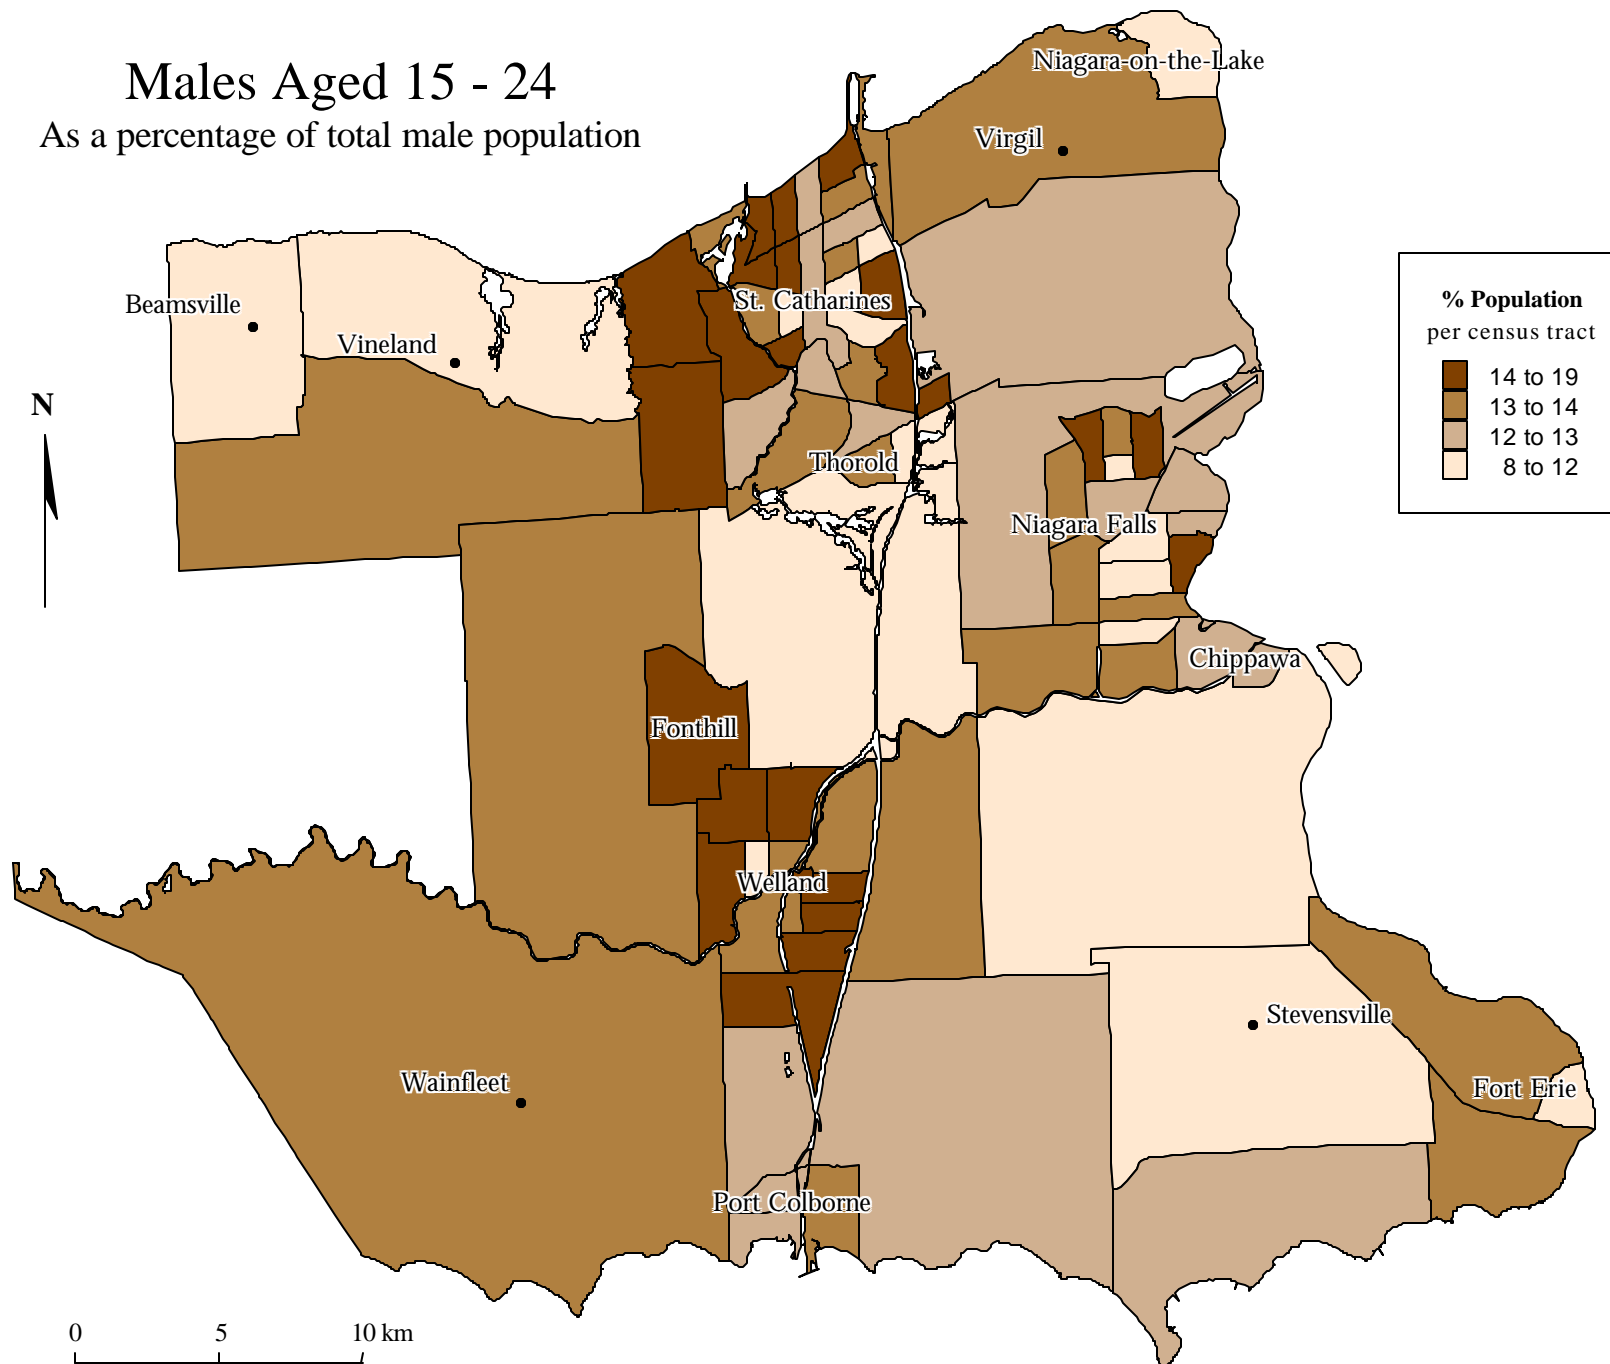 Males Aged 15 - 24
As a percentage of total male population
Niagara-on-the-Lake
Virgil
Beamsville
St. Catharines
Vineland
% Population
per census tract
14 to 19
13 to 14
12 to 13
8 to 12
N
Thorold
Niagara Falls
Chippawa
Fonthill
Welland
Stevensville
Wainfleet
Fort Erie
Port Colborne
0 5 10 km